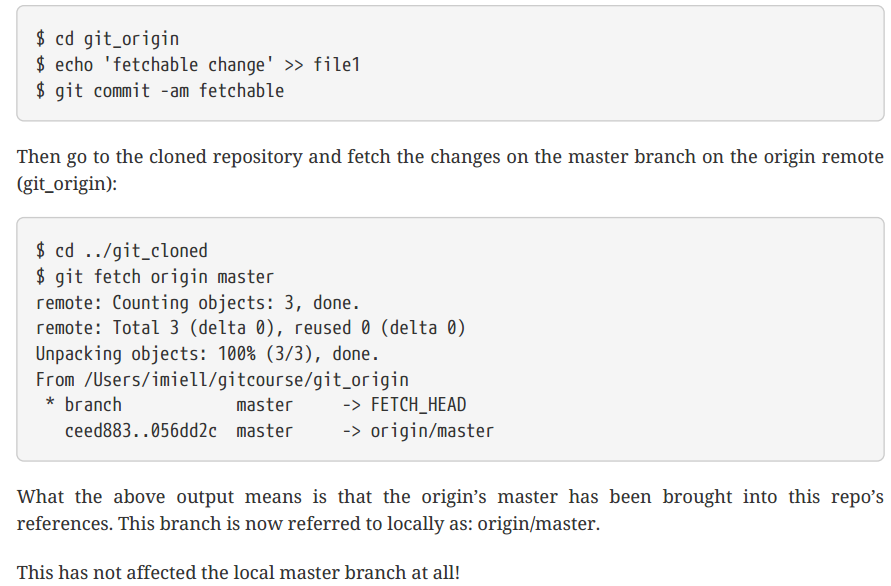 $ cd git_origin
$ echo 'fetchable change' >> file1
$ git commit -am fetchable
Then go to the cloned repository and fetch the changes on the master branch on the origin remote
(git_origin):
$ cd ../git_cloned
$ git fetch origin master
remote: Counting objects: 3, done.
remote: Total 3 (delta 0), reused 0 (delta 0)
Unpacking objects: 100% (3/3), done.
From /Users/imiell/gitcourse/git_origin
 * branch            master     -> FETCH_HEAD
   ceed883..056dd2c  master     -> origin/master
What the above output means is that the origin’s master has been brought into this repo’s
references. This branch is now referred to locally as: origin/master.
This has not affected the local master branch at all!